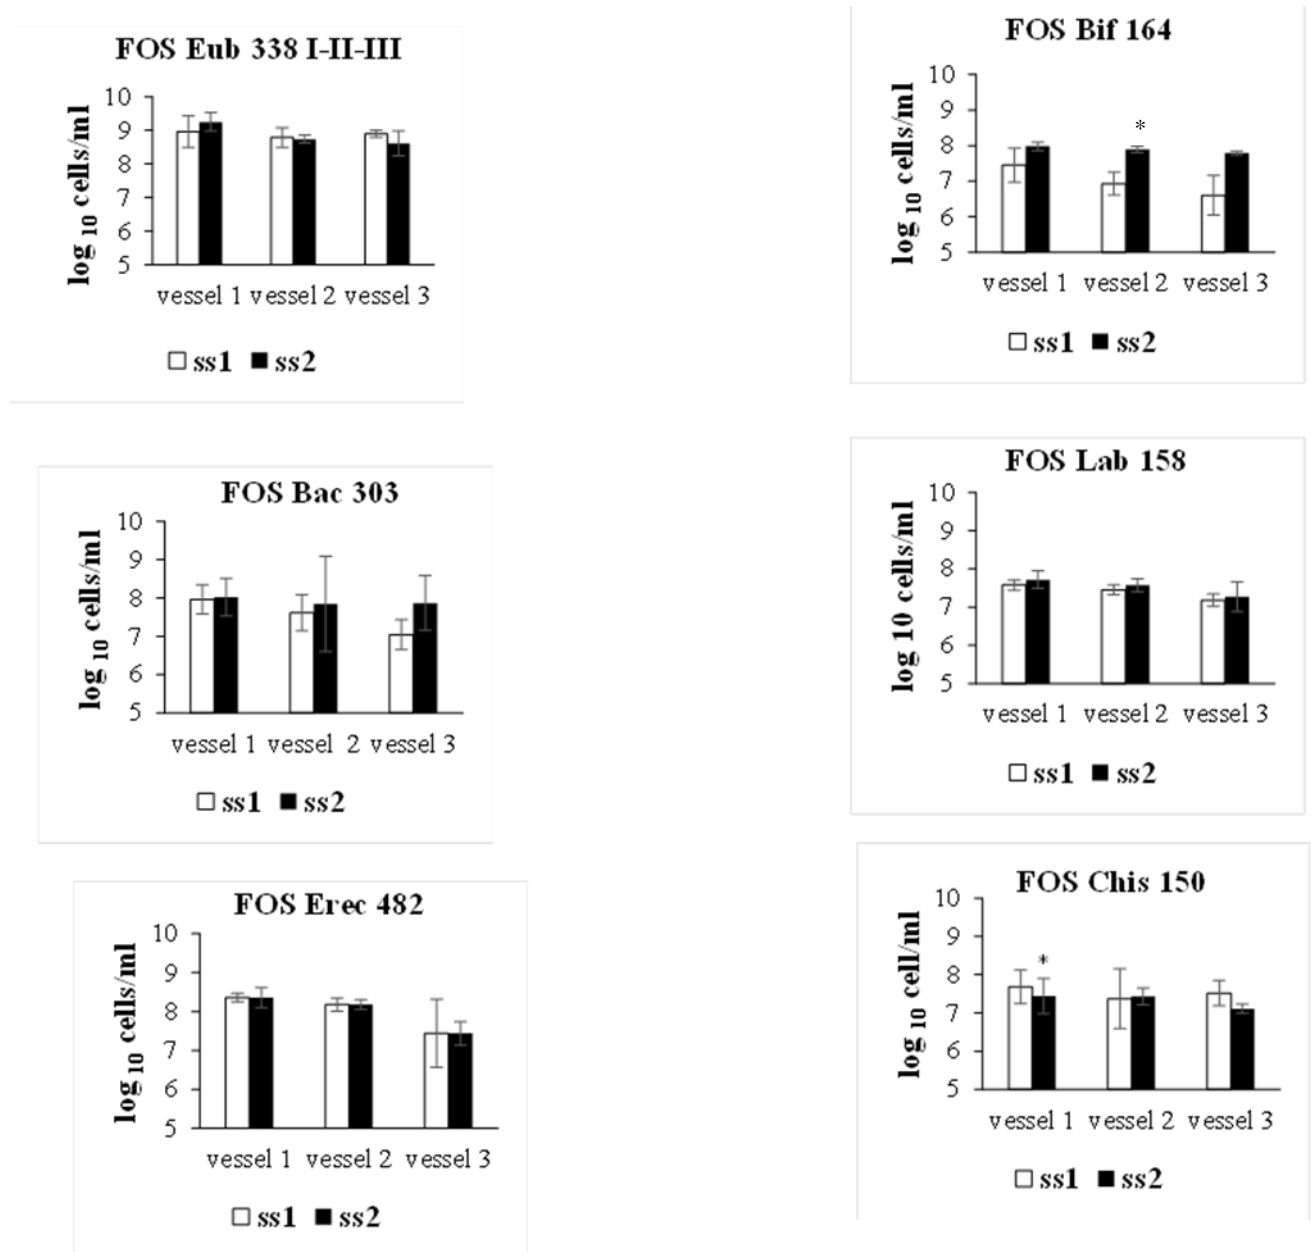 FOS Eub 338 I-II-III
log 10 cells/ml
10
9
8
7
6
5
vessel 1 vessel 2 vessel 3
ss1 ss2
FOS Bif 164
log 10 cells/ml
10
9
8
7
6
5
*
vessel 1 vessel 2 vessel 3
ss1 ss2
FOS Bac 303
log 10 cells/ml
10
9
8
7
6
5
vessel 1 vessel 2 vessel 3
ss1 ss2
FOS Lab 158
log 10 cells/ml
10
9
8
7
6
5
vessel 1 vessel 2 vessel 3
ss1 ss2
FOS Erec 482
log 10 cells/ml
10
9
8
7
6
5
vessel 1 vessel 2 vessel 3
ss1 ss2
FOS Chis 150
log 10 cell/ml
10
9
8
7
6
5
*
vessel 1 vessel 2 vessel 3
ss1 ss2